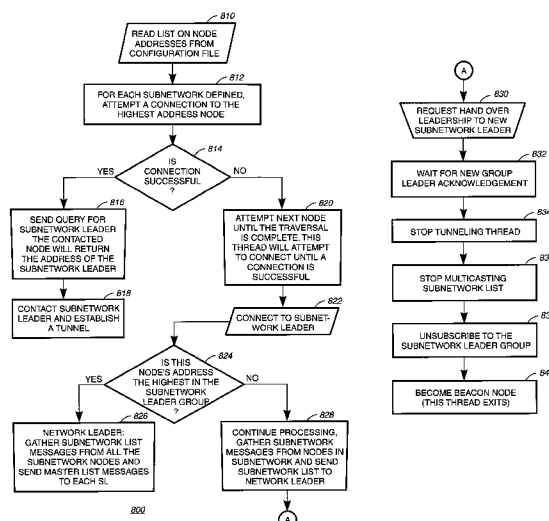 810
READ LIST ON NODE
ADDRESSES FROM
CONFIGURATION FILE
812
FOR EACH SUBNETWORK DEFINED,
ATTEMPT A CONNECTION TO THE
HIGHEST ADDRESS NODE
814
IS
CONNECTION
SUCCESSFUL
?
YES
NO
816
SEND QUERY FOR
SUBNETWORK LEADER
THE CONTACTED
NODE WILL RETURN
THE ADDRESS OF THE
SUBNETWORK LEADER
818
CONTACT SUBNETWORK
LEADER AND ESTABLISH
A TUNNEL
820
ATTEMPT NEXT NODE
UNTIL THE TRAVERSAL
IS COMPLETE, THIS
THREAD WILL ATTEMPT
TO CONNECT UNTIL A
CONNECTION IS
SUCCESSFUL
822
CONNECT TO SUBNET-
WORK LEADER
824
IS THIS
NODE'S ADDRESS
THE HIGHEST IN THE
SUBNETWORK
LEADER GROUP
?
YES
NO
826
NETWORK LEADER:
GATHER SUBNETWORK LIST
MESSAGES FROM ALL THE
SUBNETWORK NODES AND
SEND MASTER LIST MESSAGES
TO EACH SL
828
CONTINUE PROCESSING,
GATHER SUBNETWORK
MESSAGES FROM NODES IN
SUBNETWORK AND SEND
SUBNETWORK LIST TO
NETWORK LEADER
A
800
A
830
REQUEST HAND OVER
LEADERSHIP TO NEW
SUBNETWORK LEADER
832
WAIT FOR NEW GROUP
LEADER ACKNOWLEDGEMENT
834
STOP TUNNELING THREAD
83
STOP MULTICASTING
SUBNETWORK LIST
83
UNSUBSCRIBE TO THE
SUBNETWORK LEADER GROUP
84
BECOME BEACON NODE
(THIS THREAD EXITS)